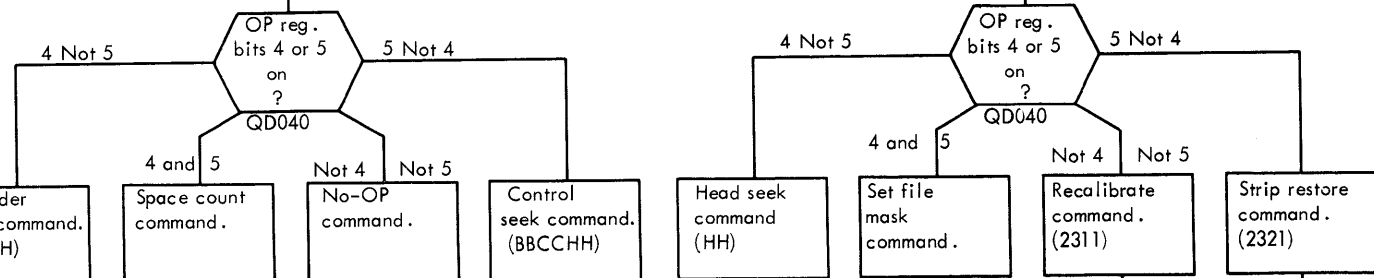 OP reg.
bits 4 or 5
on
?
QD040
4 Not 5
5 Not 4
4 and 5
Not 4 Not 5
der
command.
H)
Space count
command.
No-OP
command.
Control
seek command.
(BBCCHH)
OP reg.
bits 4 or 5
on
?
QD040
4 Not 5
5 Not 4
4 and 5
Not 4 Not 5
Head seek
command
(HH)
Set file
mask
command.
Recalibrate
command.
(2311)
Strip restore
command.
(2321)